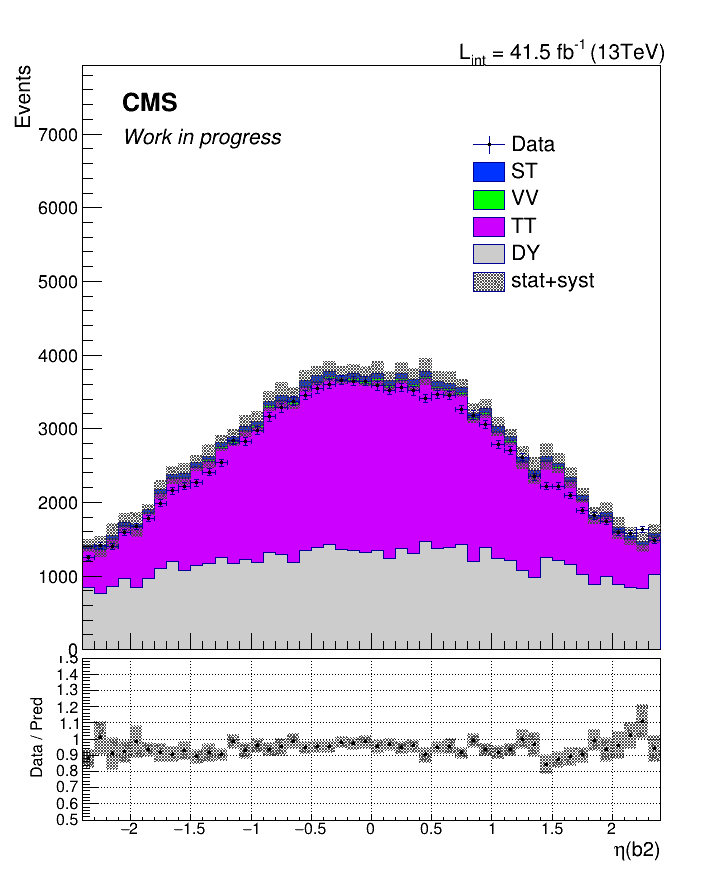 L_int = 41.5 fb^-1 (13TeV)
Events
CMS
Work in progress
Data
ST
VV
TT
DY
stat+syst
7000
6000
5000
4000
3000
2000
1000
0
1.5
1.4
1.3
1.2
1.1
1
0.9
0.8
0.7
0.6
0.5
Data / Pred
−2 −1.5 −1 −0.5 0 0.5 1 1.5 2
η(b2)